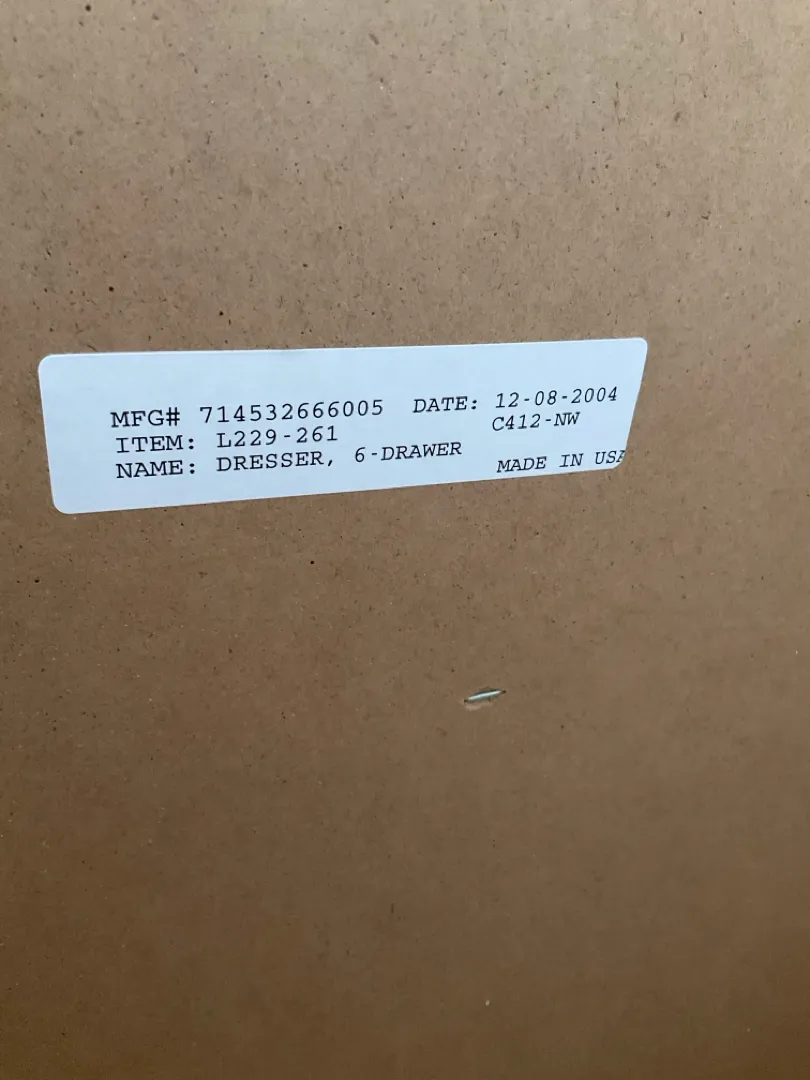 MFG# 714532666005 DATE: 12-08-2004
ITEM: L229-261 C412-NW
NAME: DRESSER, 6-DRAWER MADE IN USA